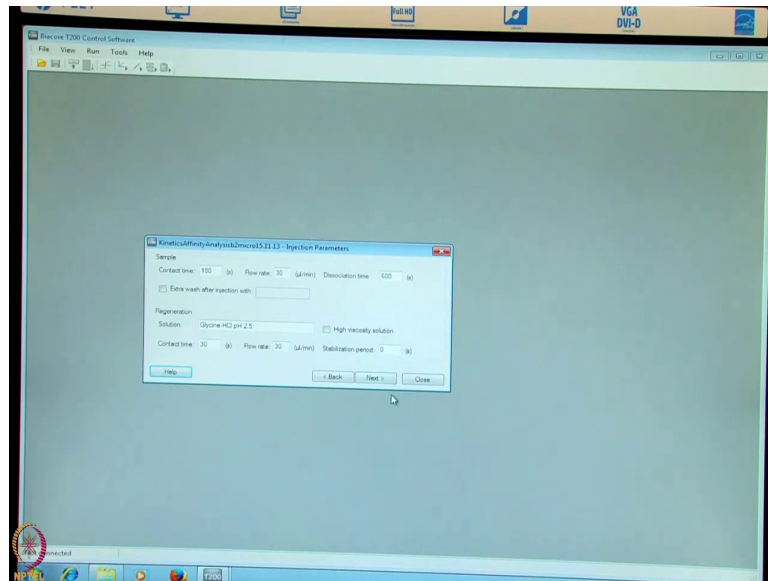 Full HD
VGA
DVI-D
Biacore T200 Control Software
File View Run Tools Help
KineticsAffinityAnalysisb2micro15.11.13 - Injection Parameters
Sample
Contact time: 180 (s) Flow rate: 30 (µl/min) Dissociation time: 600 (s)
Extra wash after injection with:
Regeneration
Solution: Glycine-HCl pH 2.5 High viscosity solution
Contact time: 30 (s) Flow rate: 30 (µl/min) Stabilization period: 0 (s)
Help < Back Next > Close
connected
NPTEL
T200